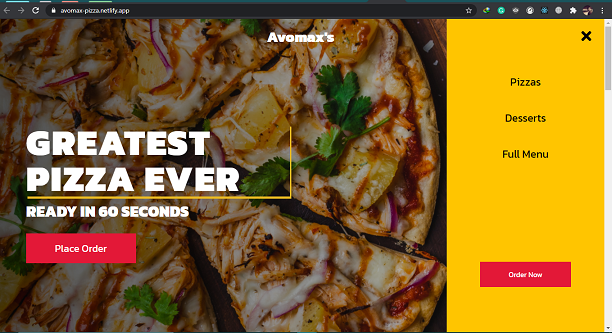 avomax-pizza.netlify.app
Avomax's
GREATEST
PIZZA EVER
READY IN 60 SECONDS
Place Order
Pizzas
Desserts
Full Menu
Order Now